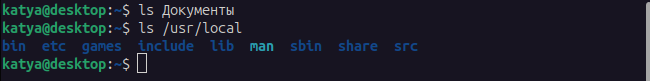 katya@desktop:~$ ls Документы
katya@desktop:~$ ls /usr/local
bin  etc  games  include  lib  man  sbin  share  src
katya@desktop:~$